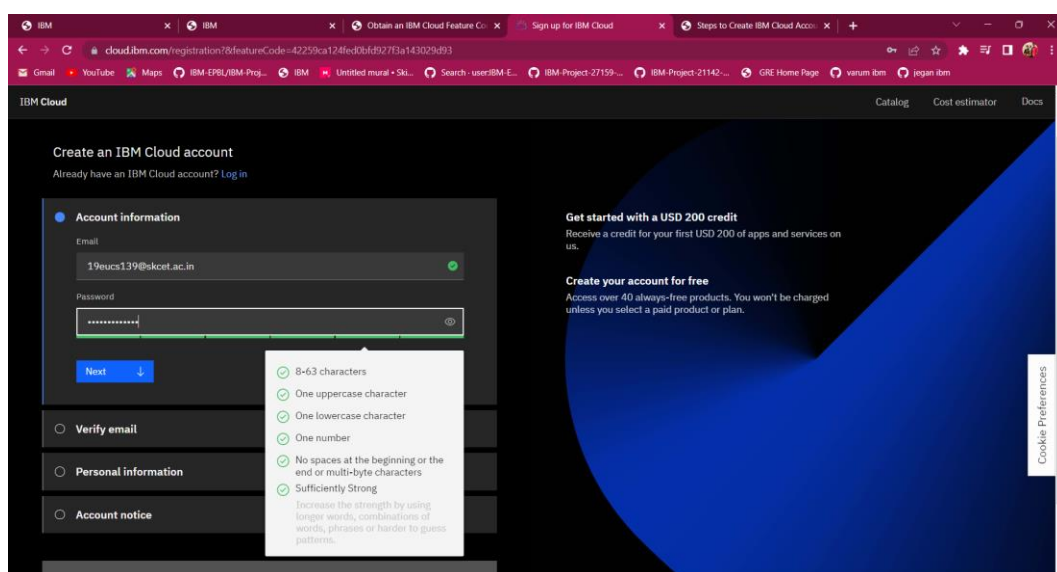 IBM
IBM
Obtain an IBM Cloud Feature Co
Sign up for IBM Cloud
Steps to Create IBM Cloud Accou
cloud.ibm.com/registration?&featureCode=42259ca124fed0bfd927f3a143029d93
Gmail
YouTube
Maps
IBM-EPBL/IBM-Proj...
IBM
Untitled mural • Ski...
Search · user:IBM-E...
IBM-Project-27159-...
IBM-Project-21142-...
GRE Home Page
varum ibm
jegan ibm
IBM Cloud
Catalog
Cost estimator
Docs
Create an IBM Cloud account
Already have an IBM Cloud account? Log in
Account information
Email
19eucs139@skcet.ac.in
Password
Next
8-63 characters
One uppercase character
One lowercase character
One number
No spaces at the beginning or the
end or multi-byte characters
Sufficiently Strong
Increase the strength by using
longer words, combinations of
words, phrases or harder to guess
patterns.
Verify email
Personal information
Account notice
Get started with a USD 200 credit
Receive a credit for your first USD 200 of apps and services on
us.
Create your account for free
Access over 40 always-free products. You won't be charged
unless you select a paid product or plan.
Cookie Preferences